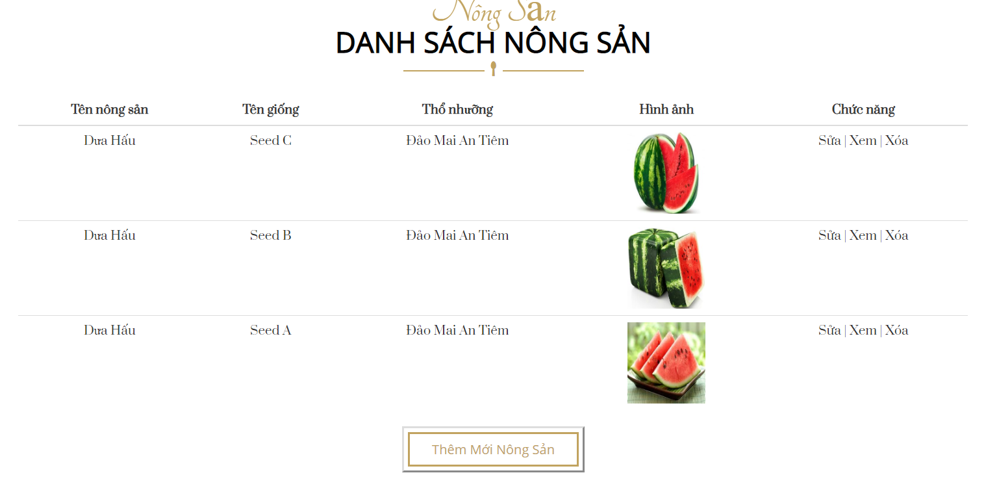 Nông Sản
DANH SÁCH NÔNG SẢN
Tên nông sản Tên giống Thổ nhưỡng Hình ảnh Chức năng
Dưa Hấu Seed C Đảo Mai An Tiêm Sửa | Xem | Xóa
Dưa Hấu Seed B Đảo Mai An Tiêm Sửa | Xem | Xóa
Dưa Hấu Seed A Đảo Mai An Tiêm Sửa | Xem | Xóa
Thêm Mới Nông Sản